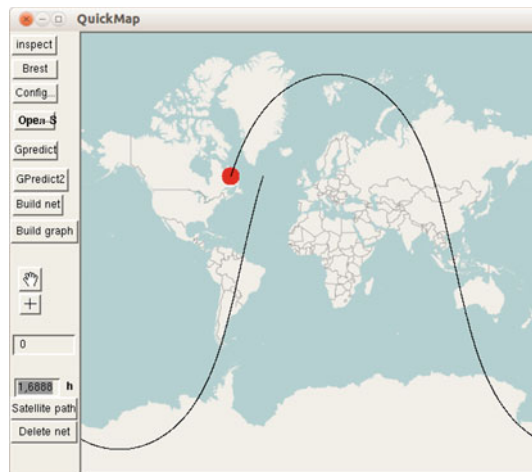 QuickMap
inspect
Brest
Config...
Open-S
Gpredict
GPredict2
Build net
Build graph
0
1,6888 h
Satellite path
Delete net